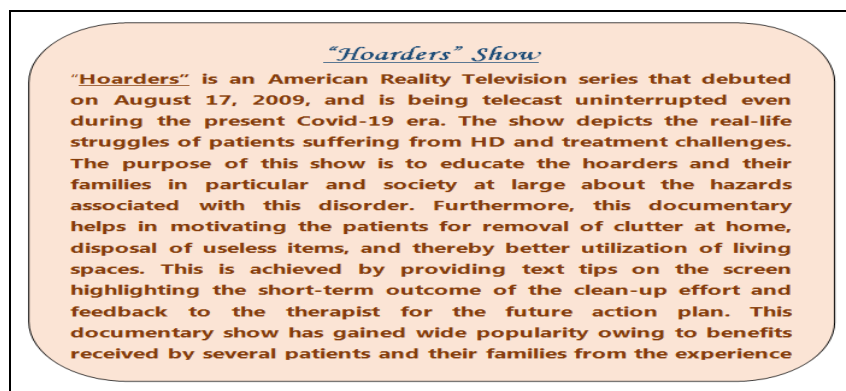 “Hoarders” Show
“Hoarders” is an American Reality Television series that debuted
on August 17, 2009, and is being telecast uninterrupted even
during the present Covid-19 era. The show depicts the real-life
struggles of patients suffering from HD and treatment challenges.
The purpose of this show is to educate the hoarders and their
families in particular and society at large about the hazards
associated with this disorder. Furthermore, this documentary
helps in motivating the patients for removal of clutter at home,
disposal of useless items, and thereby better utilization of living
spaces. This is achieved by providing text tips on the screen
highlighting the short-term outcome of the clean-up effort and
feedback to the therapist for the future action plan. This
documentary show has gained wide popularity owing to benefits
received by several patients and their families from the experience